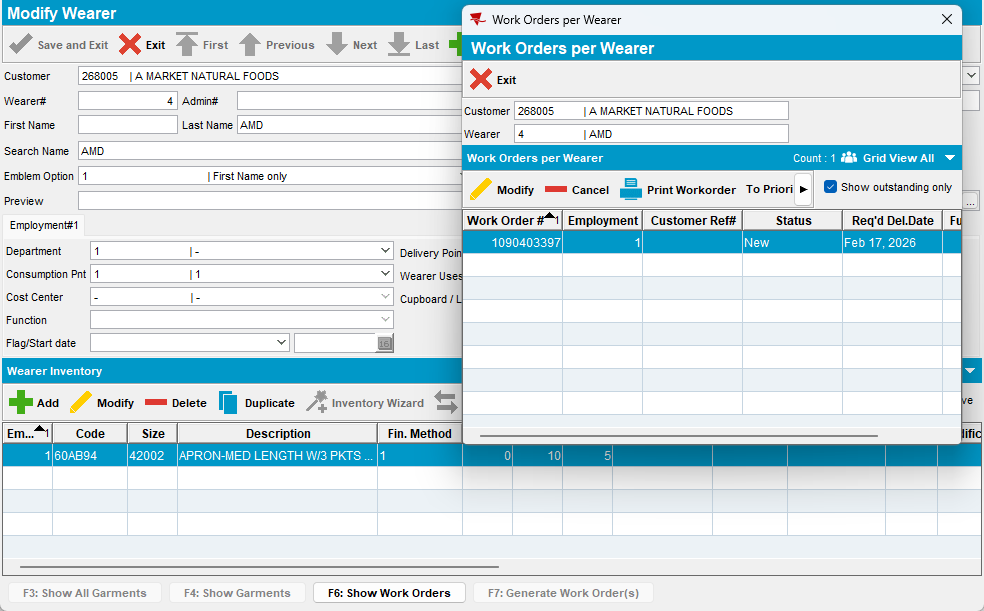 Modify Wearer
Save and Exit Exit First Previous Next Last
Customer 268005 | A MARKET NATURAL FOODS
Wearer# 4 Admin#
First Name Last Name AMD
Search Name AMD
Emblem Option 1 | First Name only
Preview ...
Employment#1
Department 1 | - Delivery Poin
Consumption Pnt 1 | 1 Wearer Uses
Cost Center - | - Cupboard / L
Function
Flag/Start date 16
Wearer Inventory
Add Modify Delete Duplicate Inventory Wizard ve
Em... 1 Code Size Description Fin. Method lific
1 60AB94 42002 APRON-MED LENGTH W/3 PKTS ... 1 0 10 5
F3: Show All Garments F4: Show Garments F6: Show Work Orders F7: Generate Work Order(s)
Work Orders per Wearer
Work Orders per Wearer
Exit
Customer 268005 | A MARKET NATURAL FOODS
Wearer 4 | AMD
Work Orders per Wearer Count : 1 Grid View All
Modify Cancel Print Workorder To Priori Show outstanding only
Work Order # 1 Employment Customer Ref# Status Req'd Del.Date Fu
1090403397 1 New Feb 17, 2026